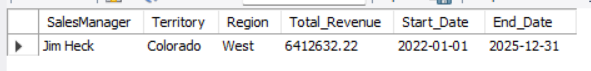 SalesManager Territory Region Total_Revenue Start_Date End_Date
Jim Heck Colorado West 6412632.22 2022-01-01 2025-12-31